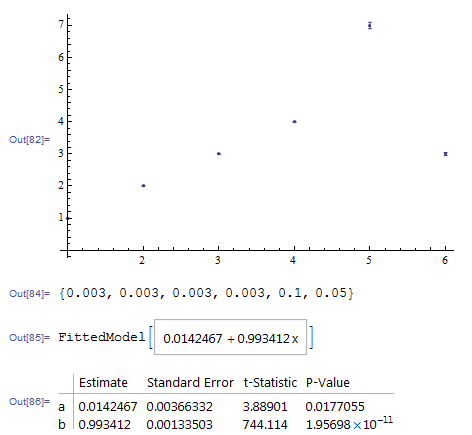 7
6
5
Out[82]= 4
3
2
1
2 3 4 5 6
Out[84]= {0.003, 0.003, 0.003, 0.003, 0.1, 0.05}
Out[85]= FittedModel[ 0.0142467 + 0.993412 x ]
Estimate Standard Error t-Statistic P-Value
Out[86]= a 0.0142467 0.00366332 3.88901 0.0177055
b 0.993412 0.00133503 744.114 1.95698 × 10⁻¹¹